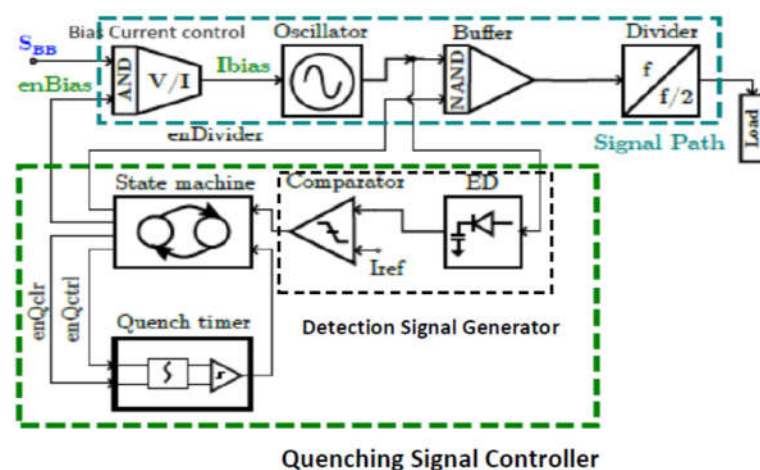 Bias Current control
Oscillator
Buffer
Divider
S_BB
enBias
AND
V/I
Ibias
NAND
f
f/2
Load
enDivider
Signal Path
State machine
Comparator
ED
Iref
enQclr
enQctrl
Quench timer
Detection Signal Generator
Quenching Signal Controller